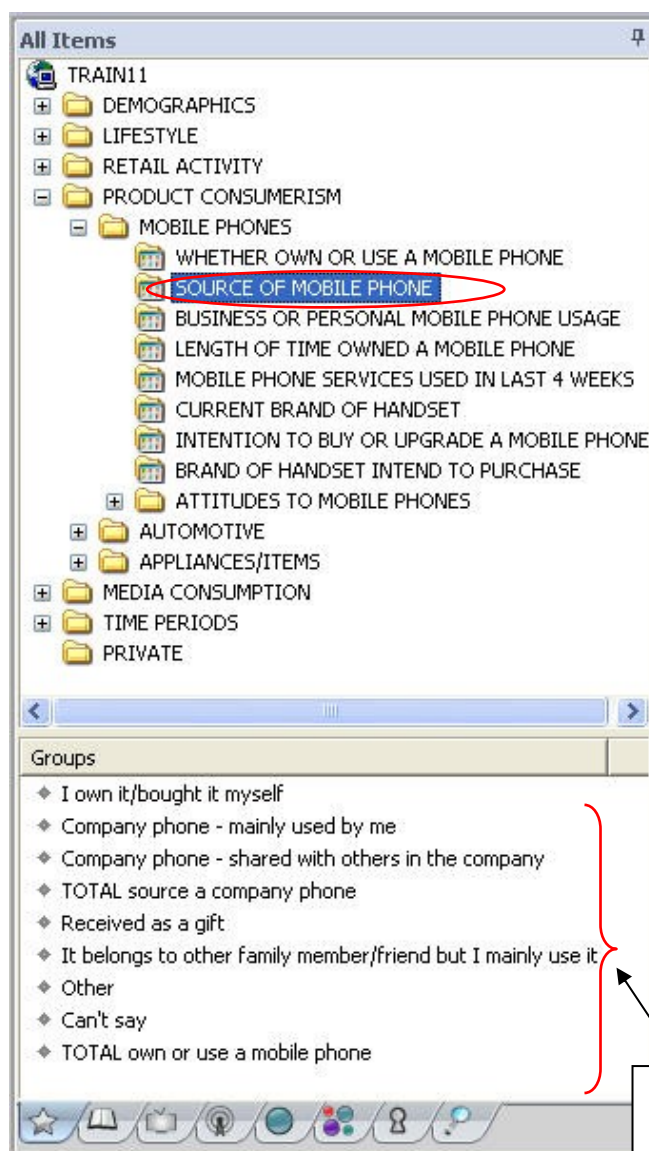 All Items
TRAIN11
DEMOGRAPHICS
LIFESTYLE
RETAIL ACTIVITY
PRODUCT CONSUMERISM
MOBILE PHONES
WHETHER OWN OR USE A MOBILE PHONE
SOURCE OF MOBILE PHONE
BUSINESS OR PERSONAL MOBILE PHONE USAGE
LENGTH OF TIME OWNED A MOBILE PHONE
MOBILE PHONE SERVICES USED IN LAST 4 WEEKS
CURRENT BRAND OF HANDSET
INTENTION TO BUY OR UPGRADE A MOBILE PHONE
BRAND OF HANDSET INTEND TO PURCHASE
ATTITUDES TO MOBILE PHONES
AUTOMOTIVE
APPLIANCES/ITEMS
MEDIA CONSUMPTION
TIME PERIODS
PRIVATE
Groups
I own it/bought it myself
Company phone - mainly used by me
Company phone - shared with others in the company
TOTAL source a company phone
Received as a gift
It belongs to other family member/friend but I mainly use it
Other
Can't say
TOTAL own or use a mobile phone